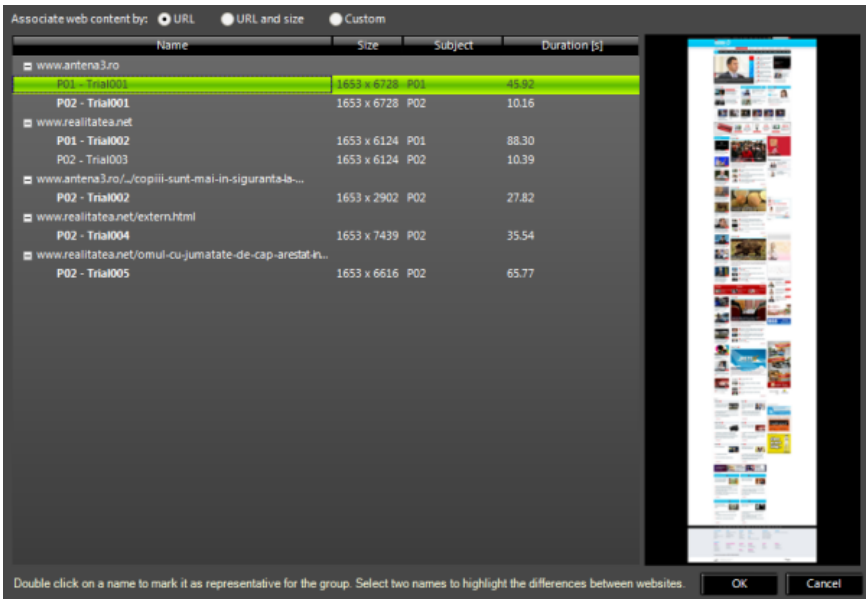 Associate web content by: URL URL and size Custom
Name Size Subject Duration [s]
www.antena3.ro
P01 - Trial001 1653 x 6728 P01 45.92
P02 - Trial001 1653 x 6728 P02 10.16
www.realitatea.net
P01 - Trial002 1653 x 6124 P01 88.30
P02 - Trial003 1653 x 6124 P02 10.39
www.antena3.ro/../copiii-sunt-mai-in-siguranta-la-...
P02 - Trial002 1653 x 2902 P02 27.82
www.realitatea.net/extern.html
P02 - Trial004 1653 x 7439 P02 35.54
www.realitatea.net/omul-cu-jumatate-de-cap-arestat-in...
P02 - Trial005 1653 x 6616 P02 65.77
Double click on a name to mark it as representative for the group. Select two names to highlight the differences between websites. OK Cancel